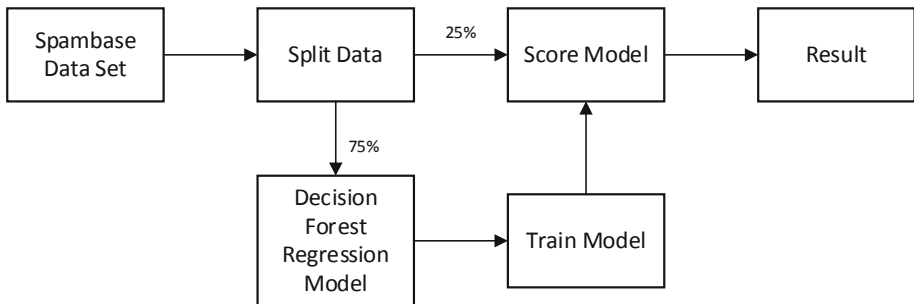 Spambase
Data Set
Split Data
25%
Score Model
Result
75%
Decision
Forest
Regression
Model
Train Model